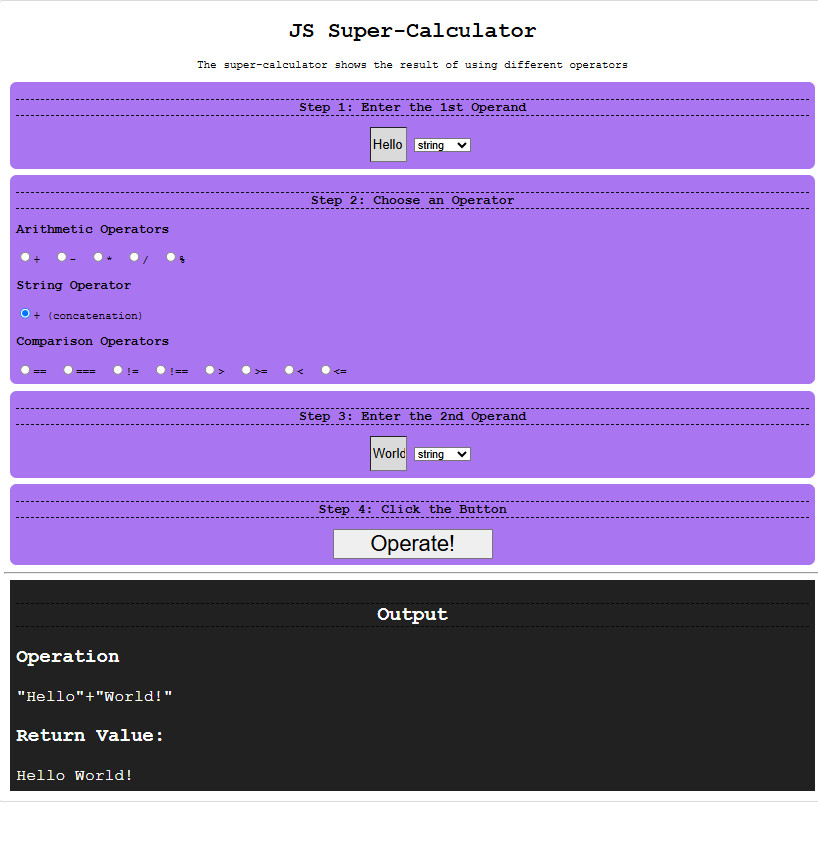 JS Super-Calculator
The super-calculator shows the result of using different operators
Step 1: Enter the 1st Operand
Hello string
Step 2: Choose an Operator
Arithmetic Operators
+ - * / %
String Operator
+ (concatenation)
Comparison Operators
== === != !== > >= < <=
Step 3: Enter the 2nd Operand
World string
Step 4: Click the Button
Operate!
Output
Operation
"Hello"+"World!"
Return Value:
Hello World!